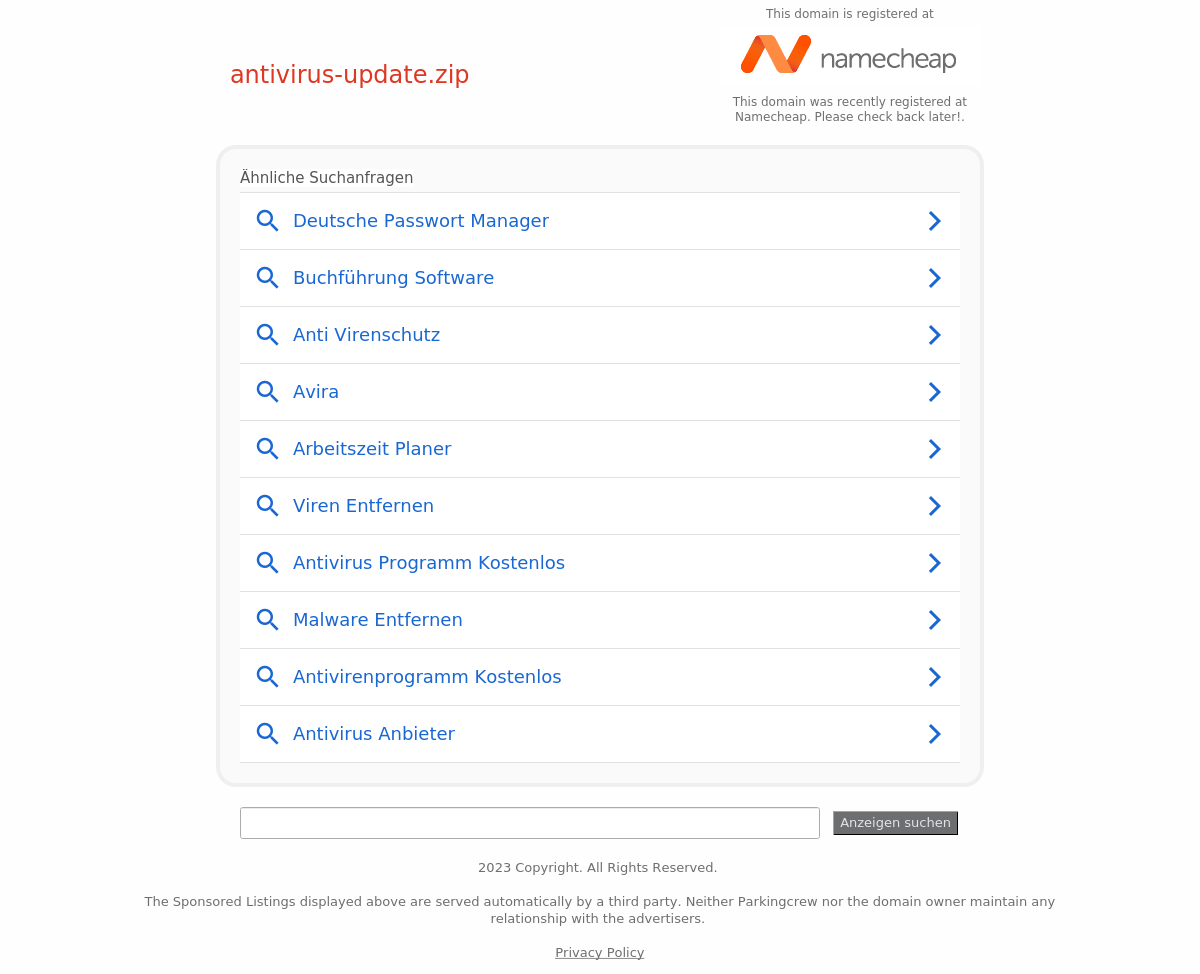 This domain is registered at
namecheap
antivirus-update.zip
This domain was recently registered at
Namecheap. Please check back later!.
Ähnliche Suchanfragen
Deutsche Passwort Manager
Buchführung Software
Anti Virenschutz
Avira
Arbeitszeit Planer
Viren Entfernen
Antivirus Programm Kostenlos
Malware Entfernen
Antivirenprogramm Kostenlos
Antivirus Anbieter
Anzeigen suchen
2023 Copyright. All Rights Reserved.
The Sponsored Listings displayed above are served automatically by a third party. Neither Parkingcrew nor the domain owner maintain any
relationship with the advertisers.
Privacy Policy